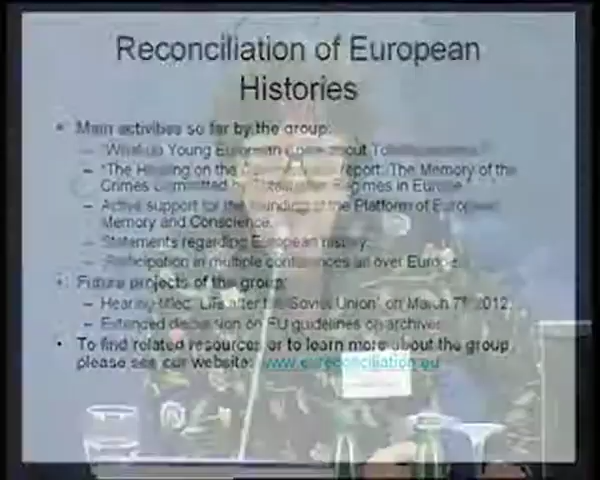 Reconciliation of European
Histories
• Main activities so far by the group:
– "What do Young European about
– "The Hearing on the report: The Memory of the
Crimes Committed by Regimes in Europe"
– Active support for the founding of the Platform of European
Memory and Conscience.
– Statements regarding European history.
– Participation in multiple conferences all over Europe.
• Future projects of the group:
– Hearing titled: 'Life after the Soviet Union' on March 7th, 2012.
– Extended discussion on EU guidelines on archives
• To find related resources or to learn more about the group,
please see our website: www.eureconciliation.eu